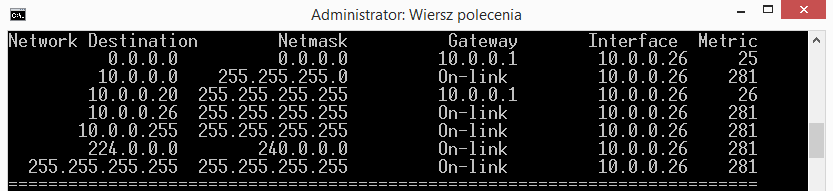 Administrator: Wiersz polecenia
Network Destination Netmask Gateway Interface Metric
0.0.0.0 0.0.0.0 10.0.0.1 10.0.0.26 25
10.0.0.0 255.255.255.0 On-link 10.0.0.26 281
10.0.0.20 255.255.255.255 10.0.0.1 10.0.0.26 26
10.0.0.26 255.255.255.255 On-link 10.0.0.26 281
10.0.0.255 255.255.255.255 On-link 10.0.0.26 281
224.0.0.0 240.0.0.0 On-link 10.0.0.26 281
255.255.255.255 255.255.255.255 On-link 10.0.0.26 281
===========================================================================